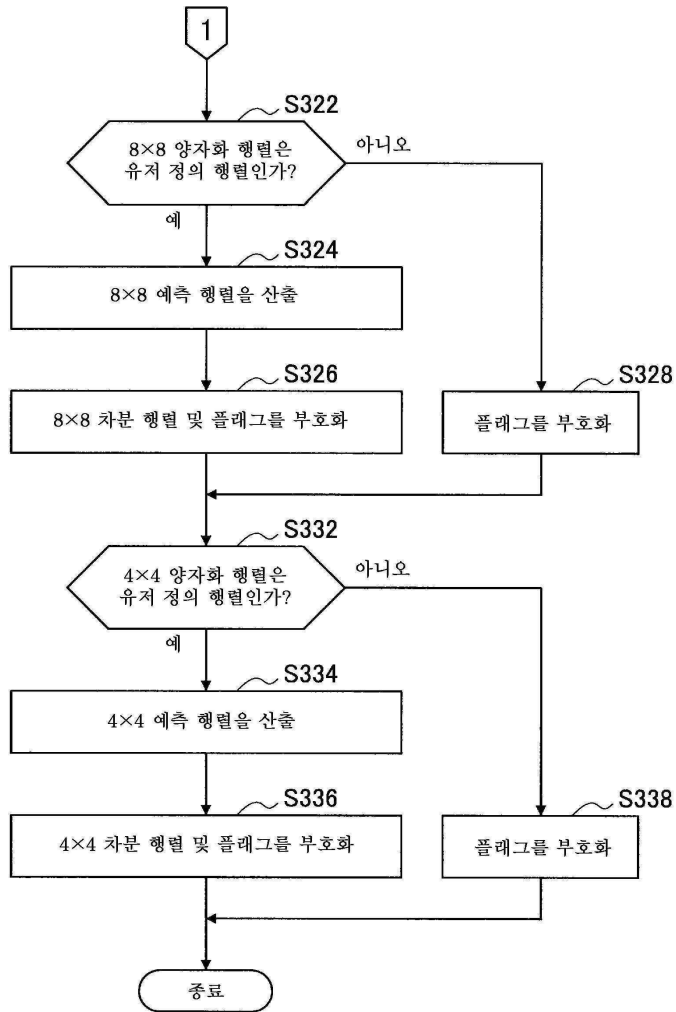 1
S322
8×8 양자화 행렬은
유저 정의 행렬인가?
아니오
예
S324
8×8 예측 행렬을 산출
S326
8×8 차분 행렬 및 플래그를 부호화
S328
플래그를 부호화
S332
4×4 양자화 행렬은
유저 정의 행렬인가?
아니오
예
S334
4×4 예측 행렬을 산출
S336
4×4 차분 행렬 및 플래그를 부호화
S338
플래그를 부호화
종료